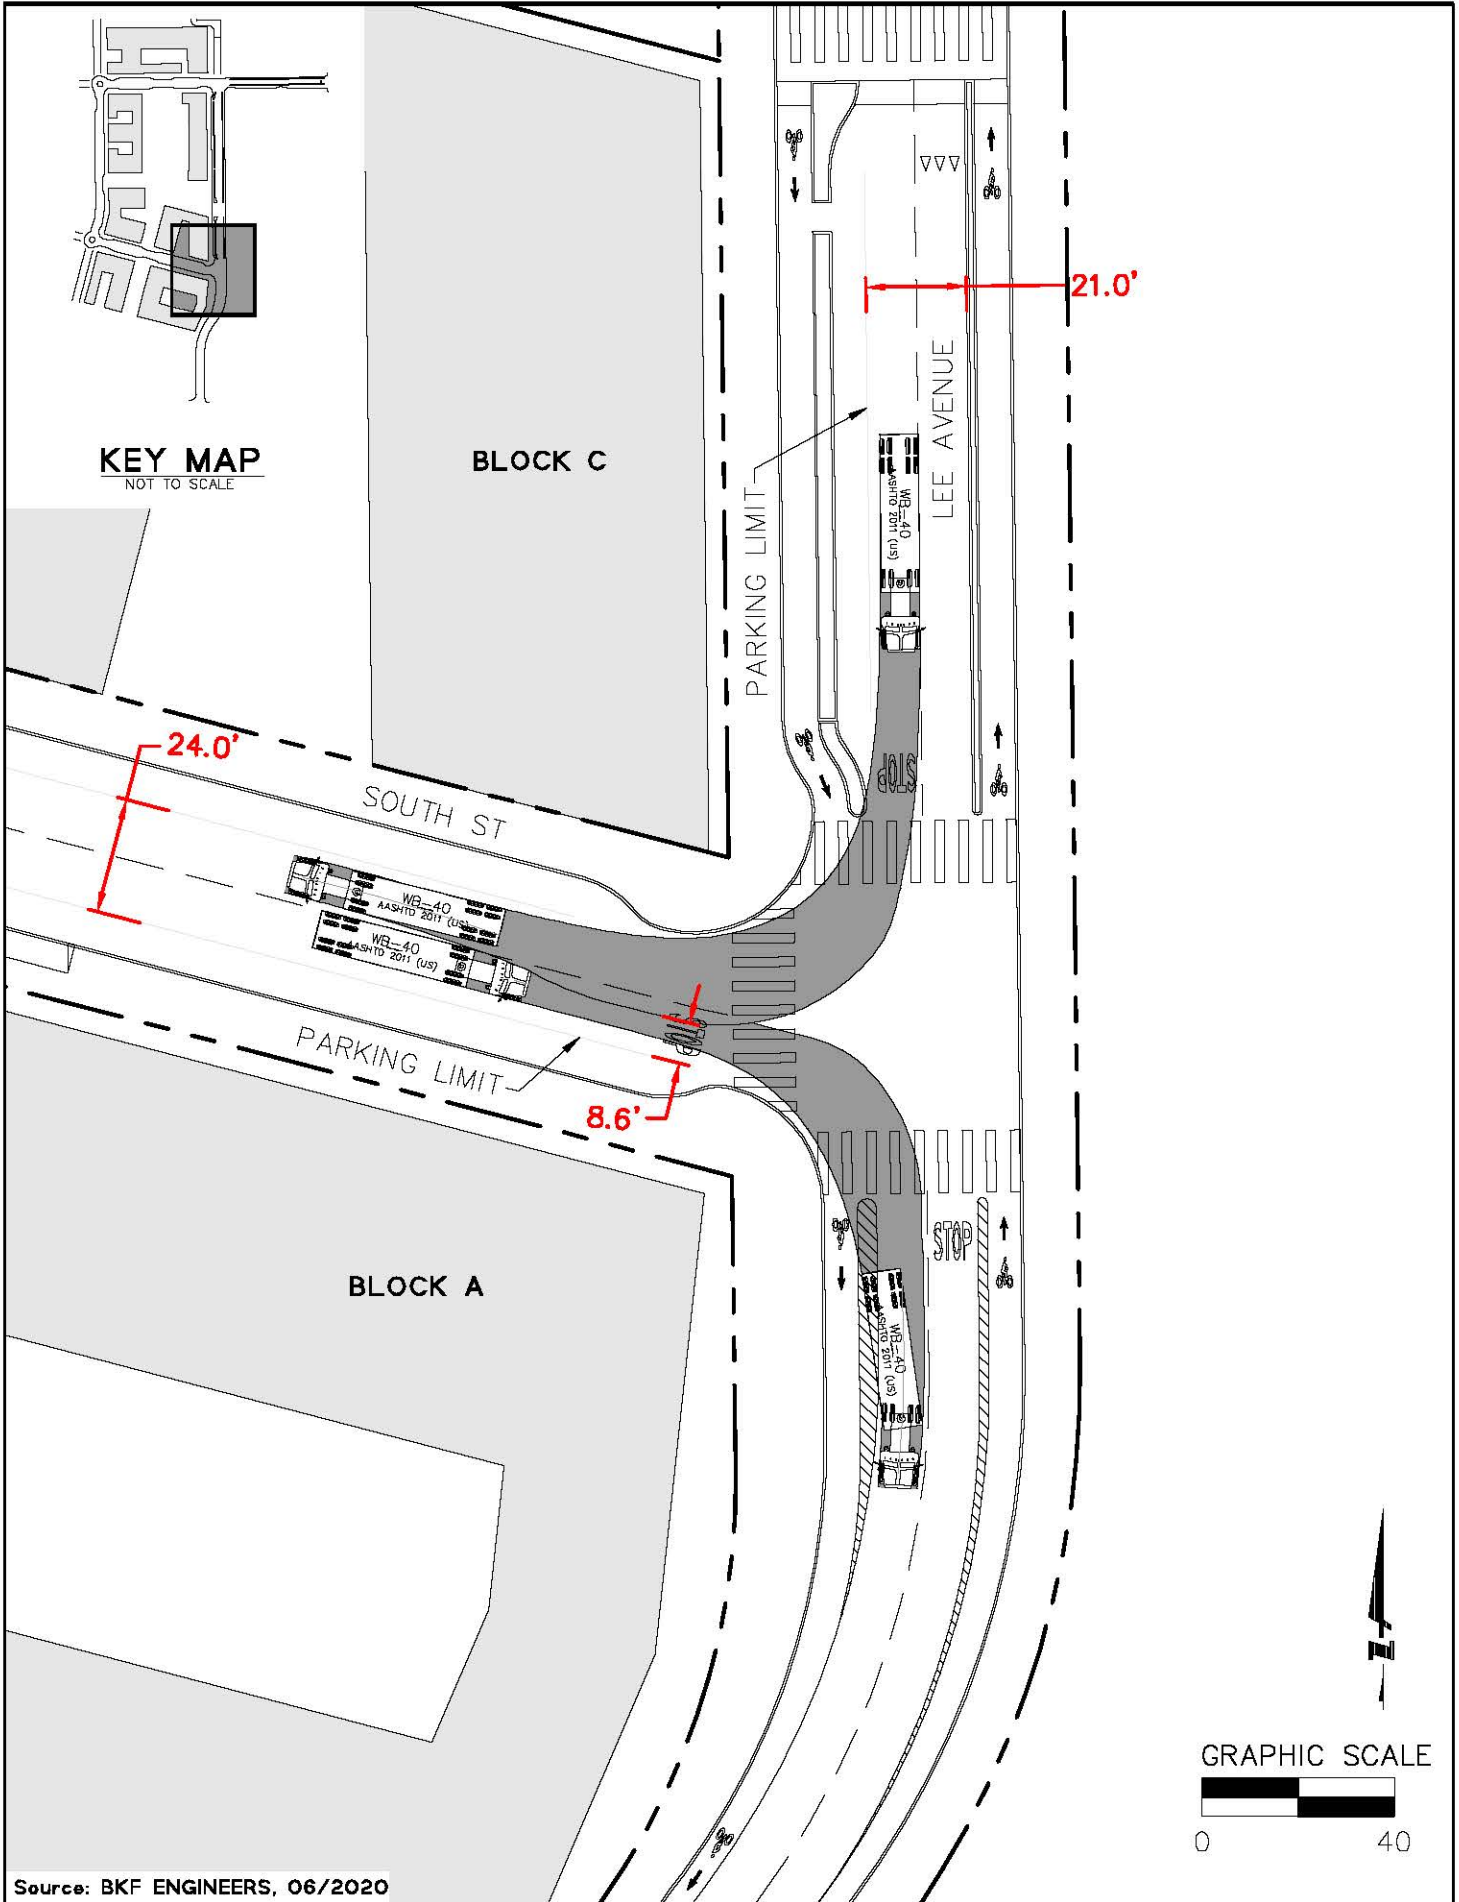 21.0'
LEE AVENUE
KEY MAP
NOT TO SCALE
BLOCK C
WB-40
AASHTO 2011 (US)
PARKING LIMIT
24.0'
SOUTH ST
STOP
WB-40
AASHTO 2011 (US)
WB-40
AASHTO 2011 (US)
STOP
PARKING LIMIT
8.6'
STOP
BLOCK A
WB-40
AASHTO 2011 (US)
GRAPHIC SCALE
0 40
Source: BKF ENGINEERS, 06/2020